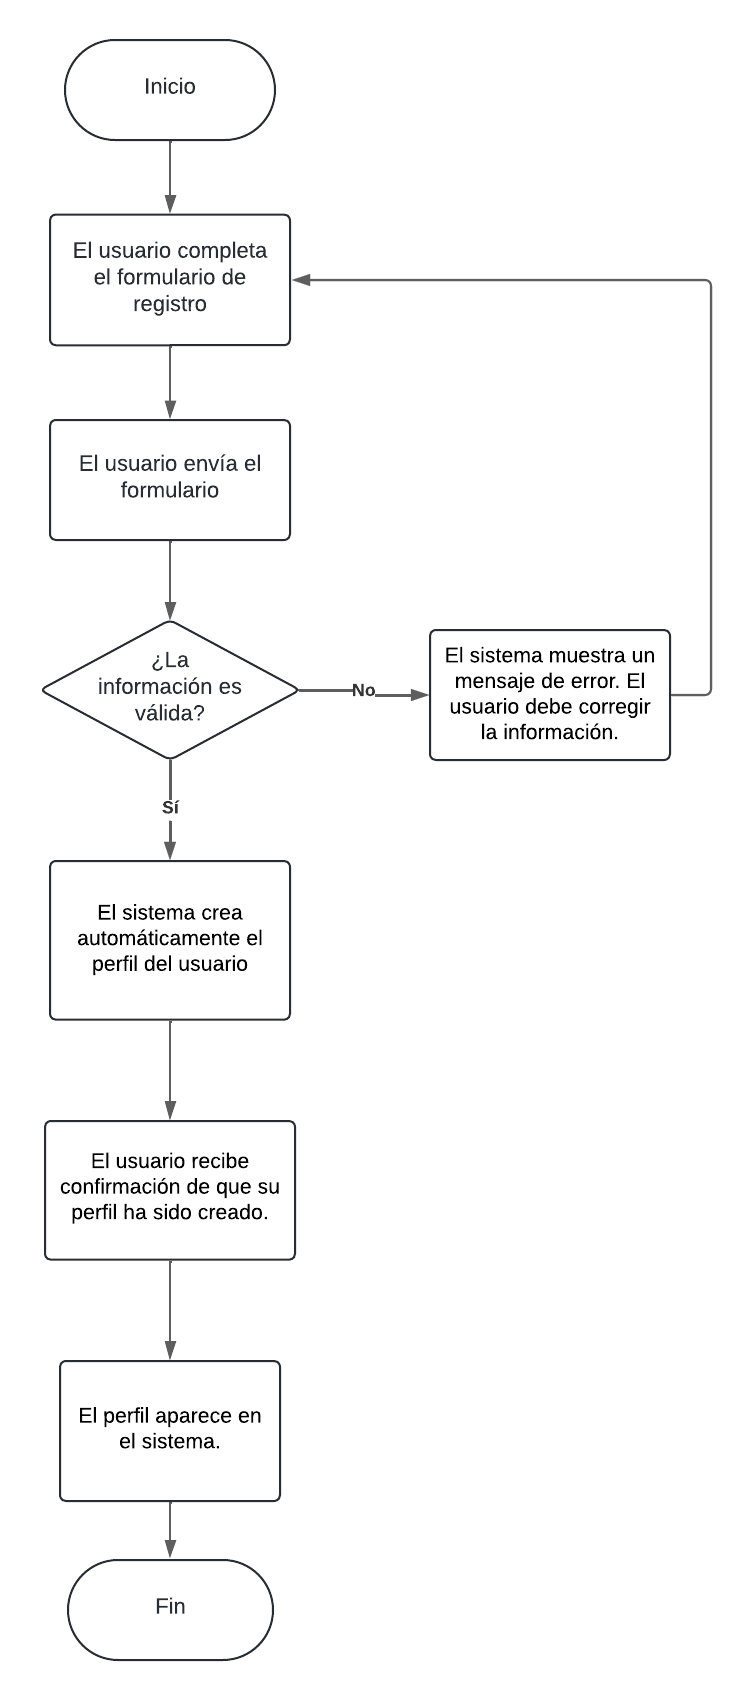 Inicio
El usuario completa
el formulario de
registro
El usuario envía el
formulario
¿La
información es
válida?
No
El sistema muestra un
mensaje de error. El
usuario debe corregir
la información.
Sí
El sistema crea
automáticamente el
perfil del usuario
El usuario recibe
confirmación de que su
perfil ha sido creado.
El perfil aparece en
el sistema.
Fin